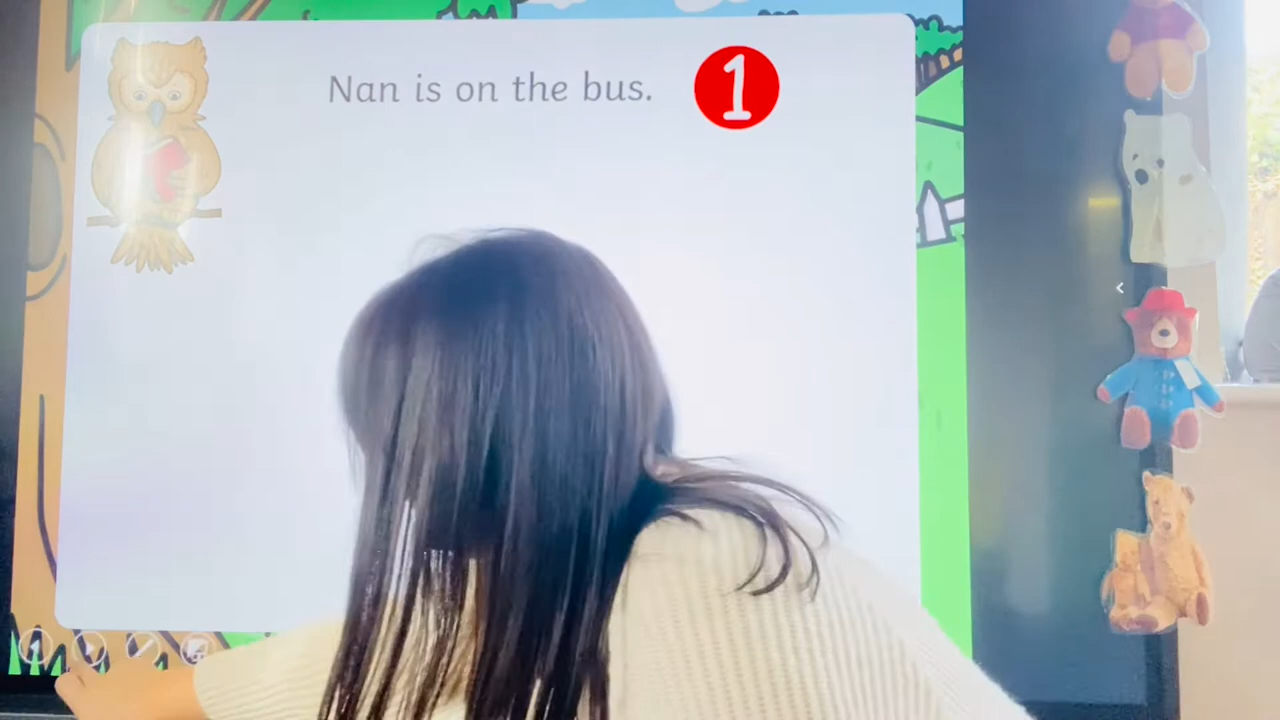 Nan is on the bus.
1